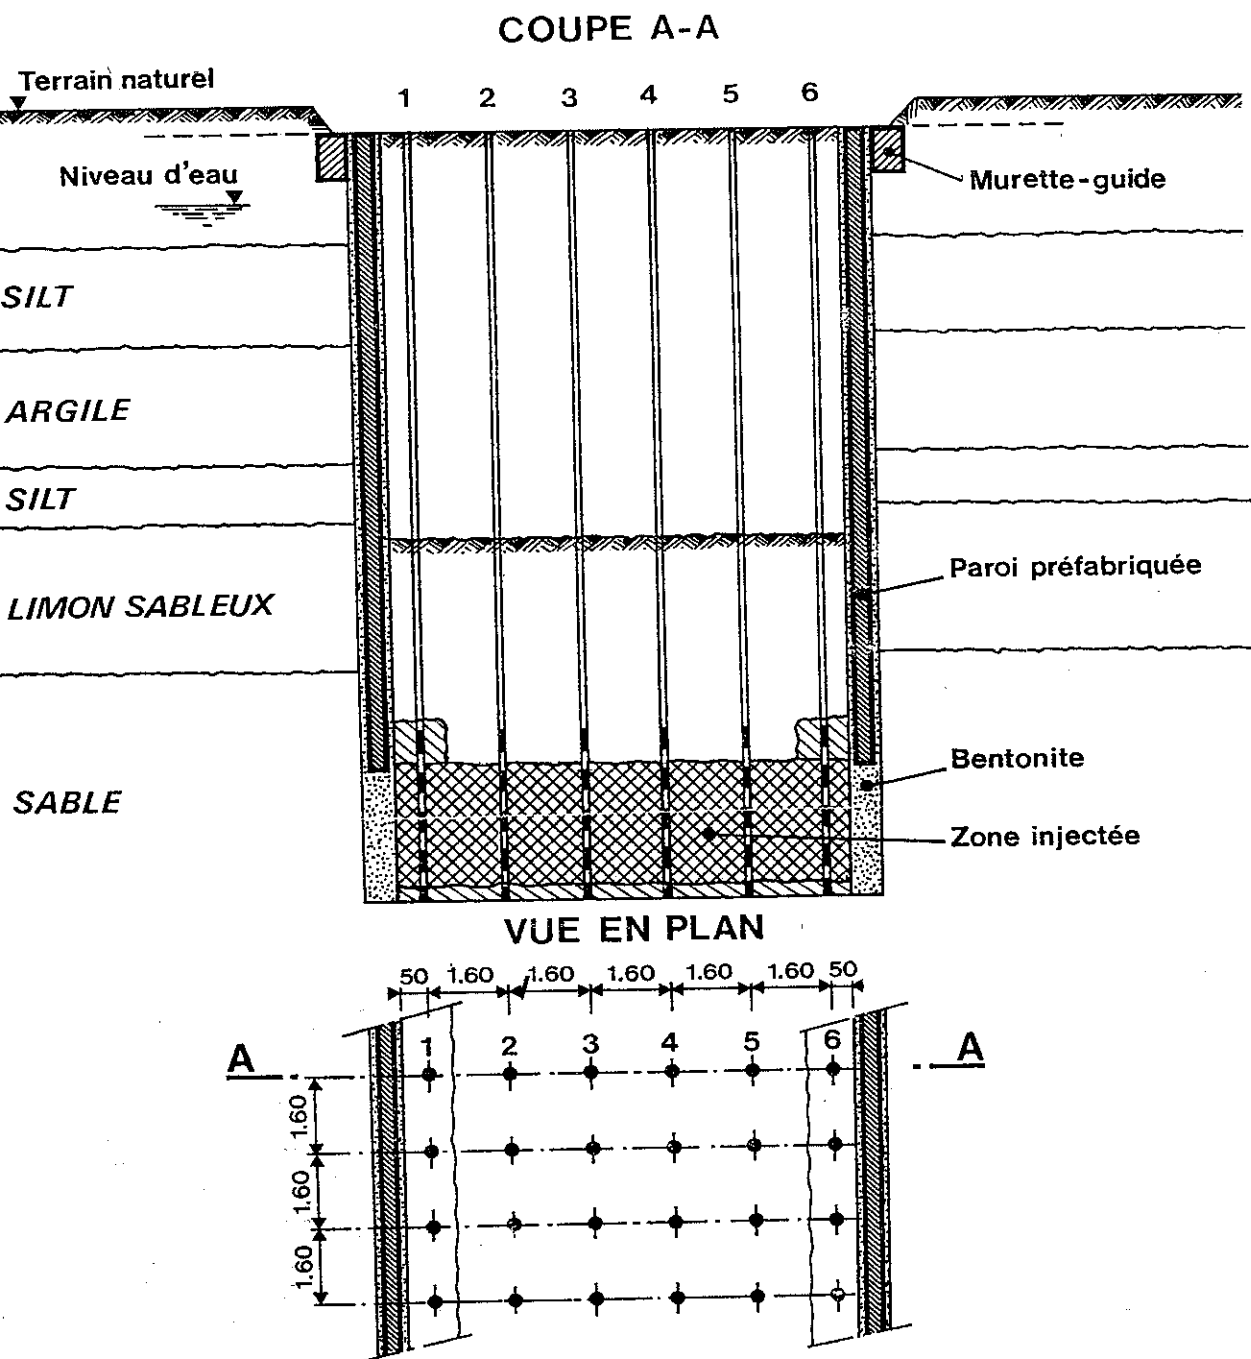 COUPE A-A
Terrain naturel
1 2 3 4 5 6
Niveau d'eau
Murette-guide
SILT
ARGILE
SILT
Paroi préfabriquée
LIMON SABLEUX
Bentonite
SABLE
Zone injectée
VUE EN PLAN
50 1.60 1.60 1.60 1.60 1.60 50
A 1 2 3 4 5 6 A
1.60
1.60
1.60